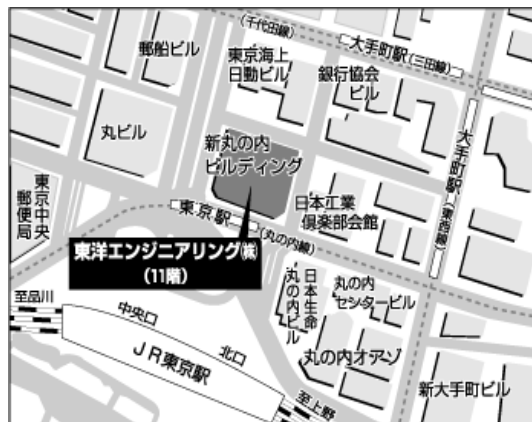 (千代田線)
大手町駅(三田線)
郵船ビル
東京海上
日動ビル
銀行協会
ビル
丸ビル
新丸の内
ビルディング
大手町駅(東西線)
東京中央
郵便局
東京駅(丸の内線)
日本工業
倶楽部会館
東洋エンジニアリング㈱
(11階)
日本生命
丸の内ビル
丸の内
センタービル
至品川
中央口
北口
JR東京駅
丸の内オアゾ
新大手町ビル
至上野